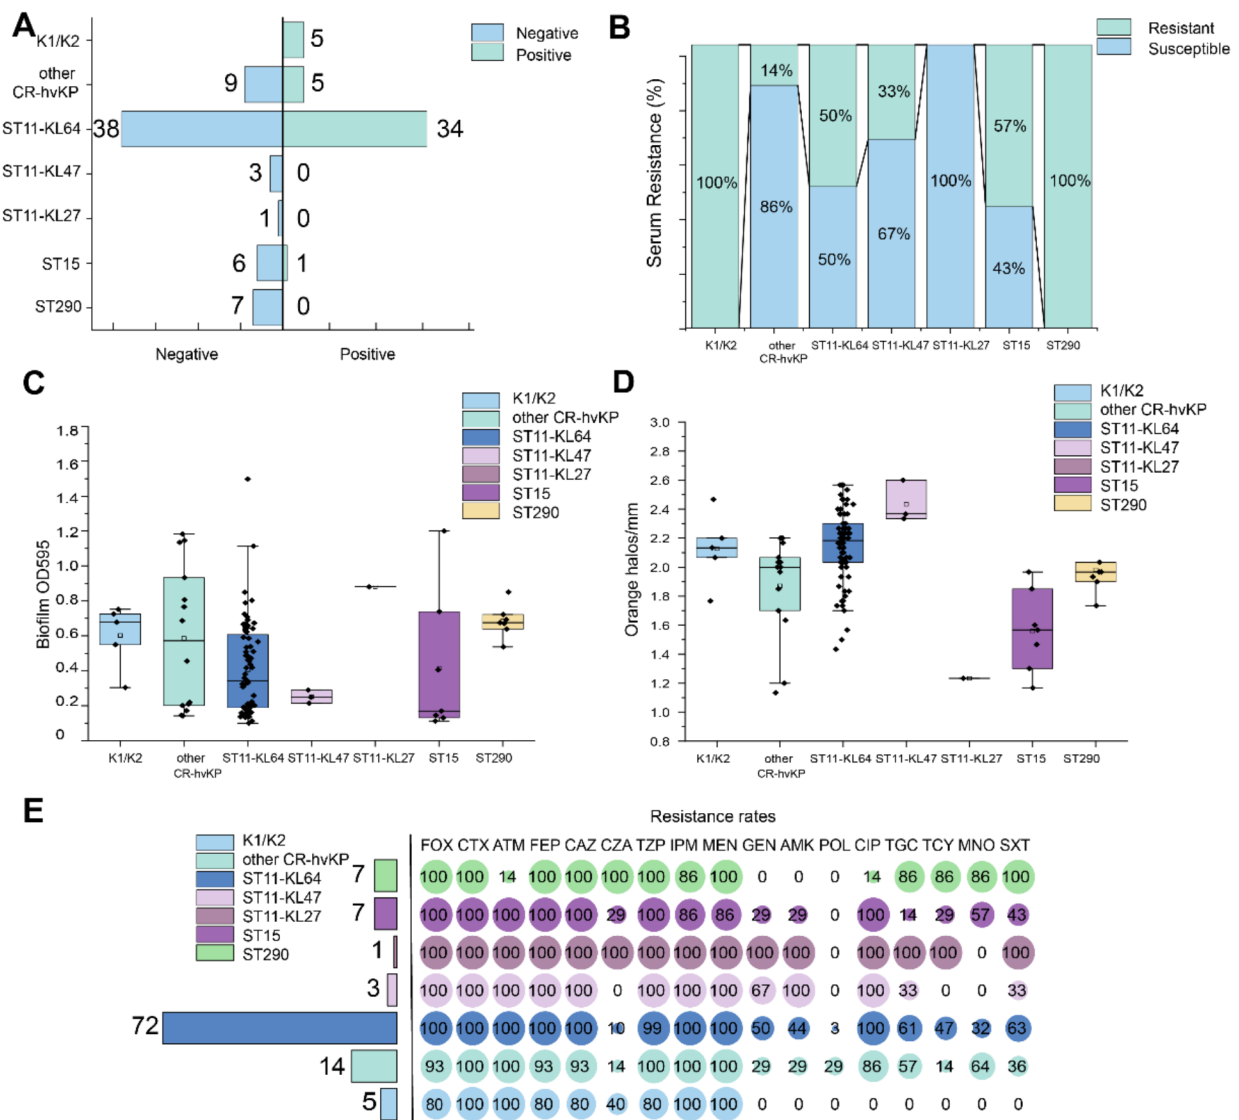 A
Negative
Positive
K1/K2
5
other
CR-hvKP
9
5
ST11-KL64
38
34
ST11-KL47
3
0
ST11-KL27
1
0
ST15
6
1
ST290
7
0
Negative
Positive
B
Resistant
Susceptible
Serum Resistance (%)
14%
33%
50%
57%
100%
100%
100%
86%
67%
50%
43%
K1/K2
other
CR-hvKP
ST11-KL64
ST11-KL47
ST11-KL27
ST15
ST290
C
K1/K2
other CR-hvKP
ST11-KL64
ST11-KL47
ST11-KL27
ST15
ST290
Biofilm OD595
1.8
1.6
1.4
1.2
1.0
0.8
0.6
0.4
0.2
0
K1/K2
other
CR-hvKP
ST11-KL64
ST11-KL47
ST11-KL27
ST15
ST290
D
K1/K2
other CR-hvKP
ST11-KL64
ST11-KL47
ST11-KL27
ST15
ST290
Orange halos/mm
3.0
2.8
2.6
2.4
2.2
2.0
1.8
1.6
1.4
1.2
1.0
0.8
K1/K2
other
CR-hvKP
ST11-KL64
ST11-KL47
ST11-KL27
ST15
ST290
E
Resistance rates
K1/K2
other CR-hvKP
ST11-KL64
ST11-KL47
ST11-KL27
ST15
ST290
FOX CTX ATM FEP CAZ CZA TZP IPM MEN GEN AMK POL CIP TGC TCY MNO SXT
7 100 100 14 100 100 100 100 86 100 0 0 0 14 86 86 86 100
7 100 100 100 100 100 29 100 86 86 29 29 0 100 14 29 57 43
1 100 100 100 100 100 100 100 100 100 100 100 0 100 100 100 0 100
3 100 100 100 100 100 0 100 100 100 67 100 0 100 33 0 0 33
72 100 100 100 100 100 10 99 100 100 50 44 3 100 61 47 32 63
14 93 100 100 93 93 14 100 100 100 29 29 29 86 57 14 64 36
5 80 100 100 80 80 40 80 100 100 0 0 0 0 0 0 0 0